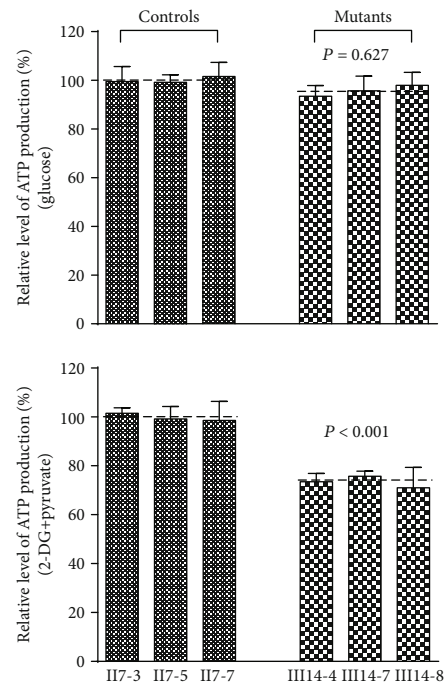 Controls Mutants
P = 0.627
Relative level of ATP production (%)
(glucose)
120
100
80
60
40
20
0
P < 0.001
Relative level of ATP production (%)
(2-DG+pyruvate)
120
100
80
60
40
20
0
II7-3 II7-5 II7-7 III14-4 III14-7 III14-8